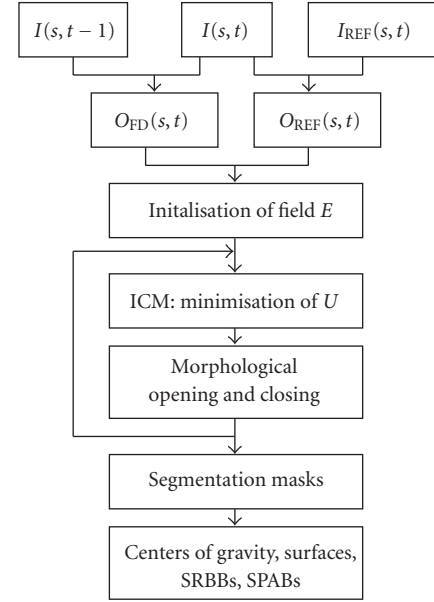 I(s, t − 1)
I(s, t)
I_REF(s, t)
O_FD(s, t)
O_REF(s, t)
Initalisation of field E
ICM: minimisation of U
Morphological
opening and closing
Segmentation masks
Centers of gravity, surfaces,
SRBBs, SPABs